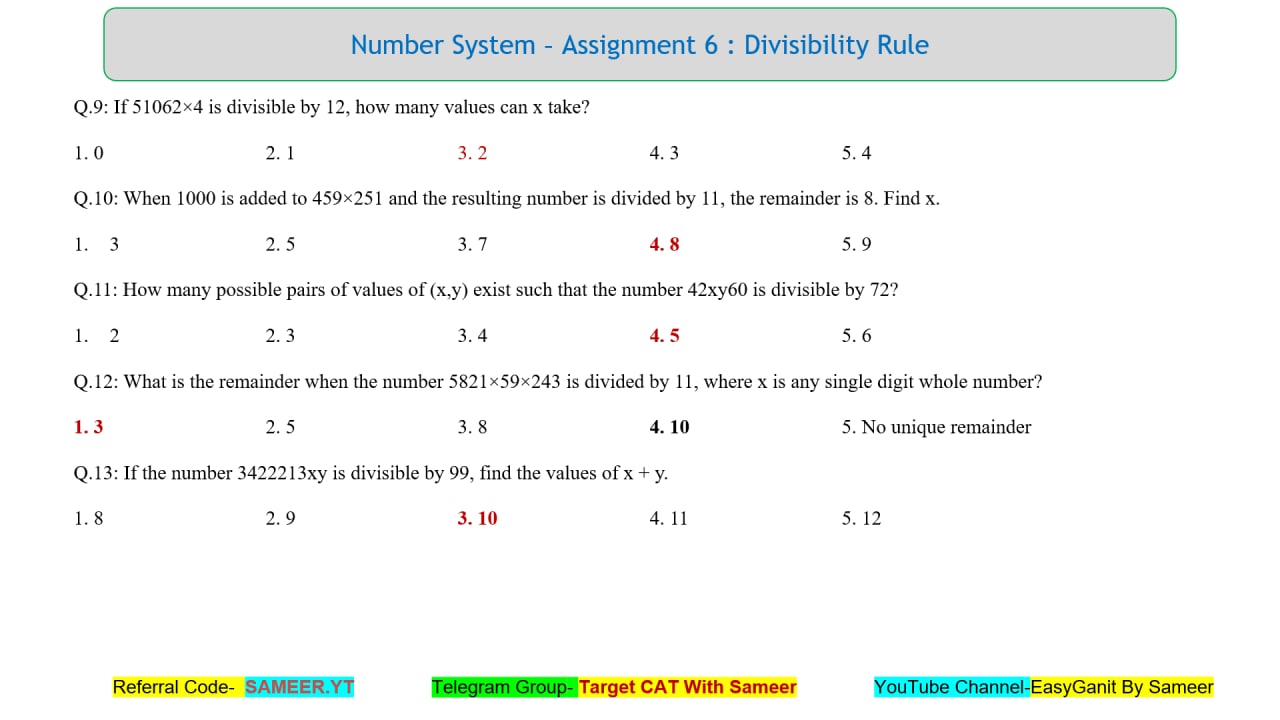 Number System – Assignment 6 : Divisibility Rule
Q.9: If 51062×4 is divisible by 12, how many values can x take?
1. 0 2. 1 3. 2 4. 3 5. 4
Q.10: When 1000 is added to 459×251 and the resulting number is divided by 11, the remainder is 8. Find x.
1. 3 2. 5 3. 7 4. 8 5. 9
Q.11: How many possible pairs of values of (x,y) exist such that the number 42xy60 is divisible by 72?
1. 2 2. 3 3. 4 4. 5 5. 6
Q.12: What is the remainder when the number 5821×59×243 is divided by 11, where x is any single digit whole number?
1. 3 2. 5 3. 8 4. 10 5. No unique remainder
Q.13: If the number 3422213xy is divisible by 99, find the values of x + y.
1. 8 2. 9 3. 10 4. 11 5. 12
Referral Code- SAMEER.YT Telegram Group- Target CAT With Sameer YouTube Channel-EasyGanit By Sameer